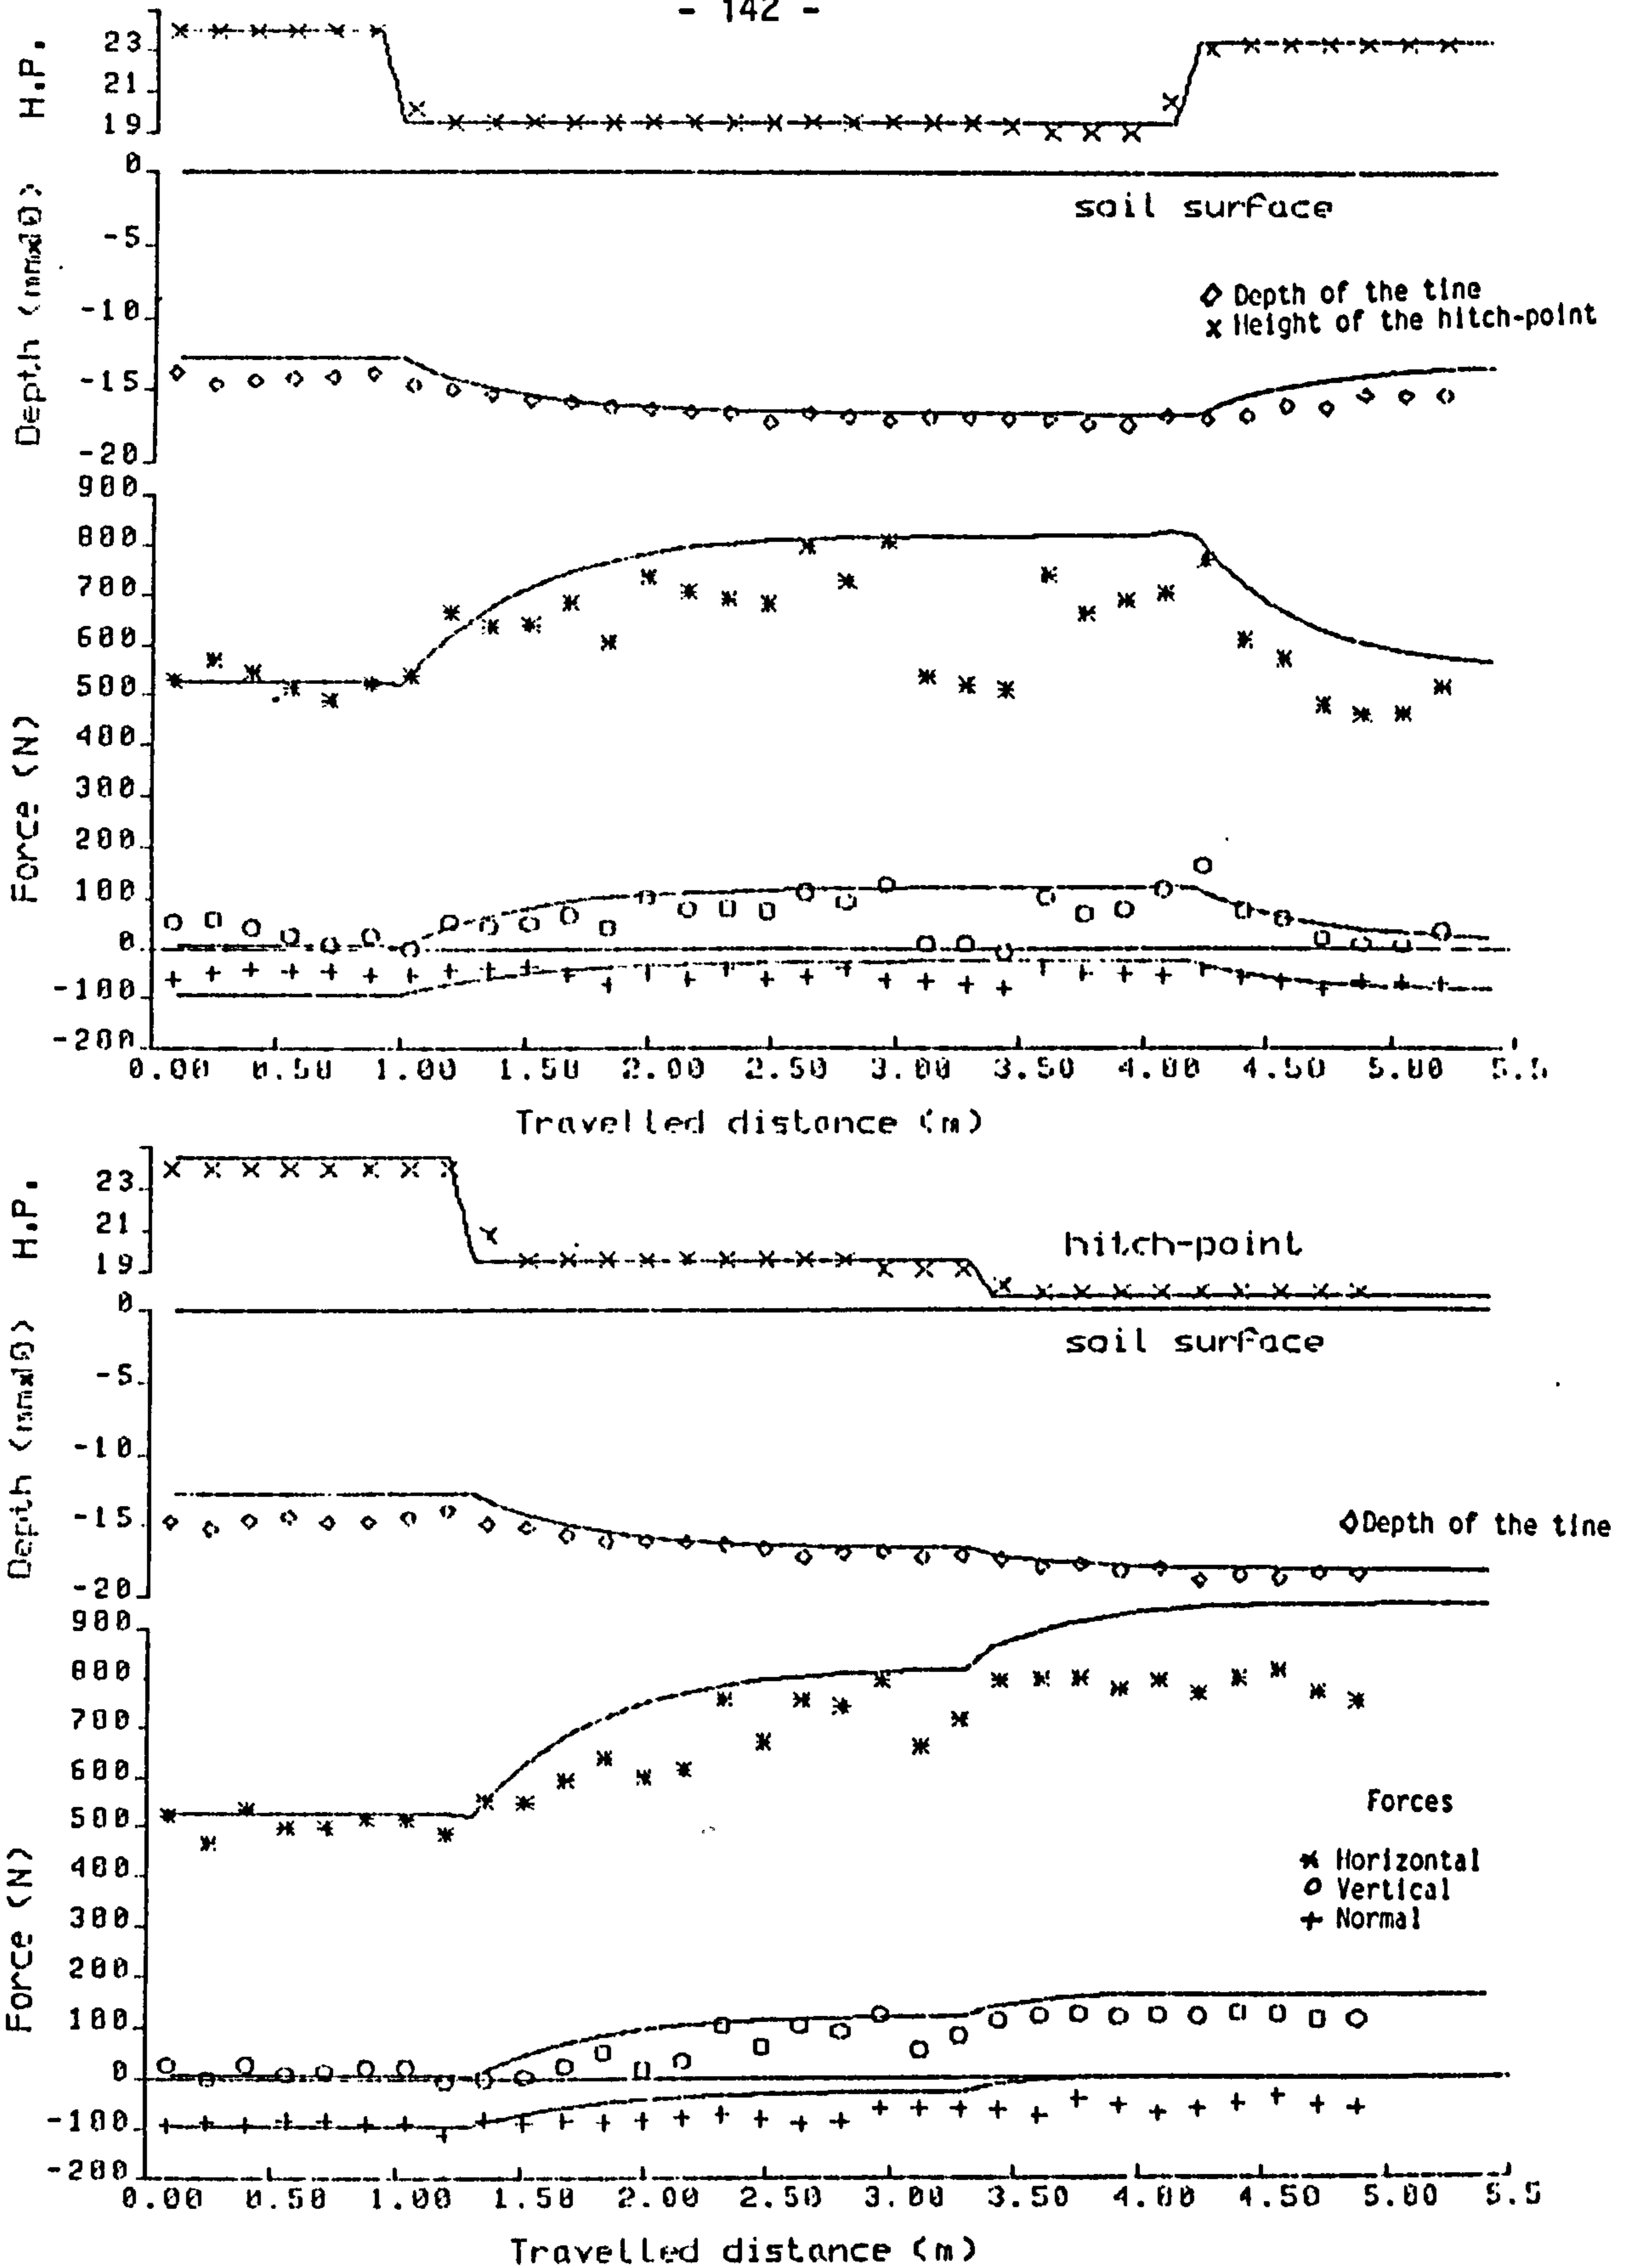 - 142 -
H.P.
23
21
19
0
-5
-10
-15
-20
Depth (mmx10)
soil surface
Depth of the tine
x Height of the hitch-point
900
800
700
600
500
400
300
200
100
0
-100
-200
Force (N)
0.00 0.50 1.00 1.50 2.00 2.50 3.00 3.50 4.00 4.50 5.00 5.5
Travelled distance (m)
H.P.
23
21
19
hitch-point
0
-5
-10
-15
-20
Depth (mmx10)
soil surface
Depth of the tine
900
800
700
600
500
400
300
200
100
0
-100
-200
Force (N)
Forces
Horizontal
Vertical
+ Normal
0.00 0.50 1.00 1.50 2.00 2.50 3.00 3.50 4.00 4.50 5.00 5.5
Travelled distance (m)